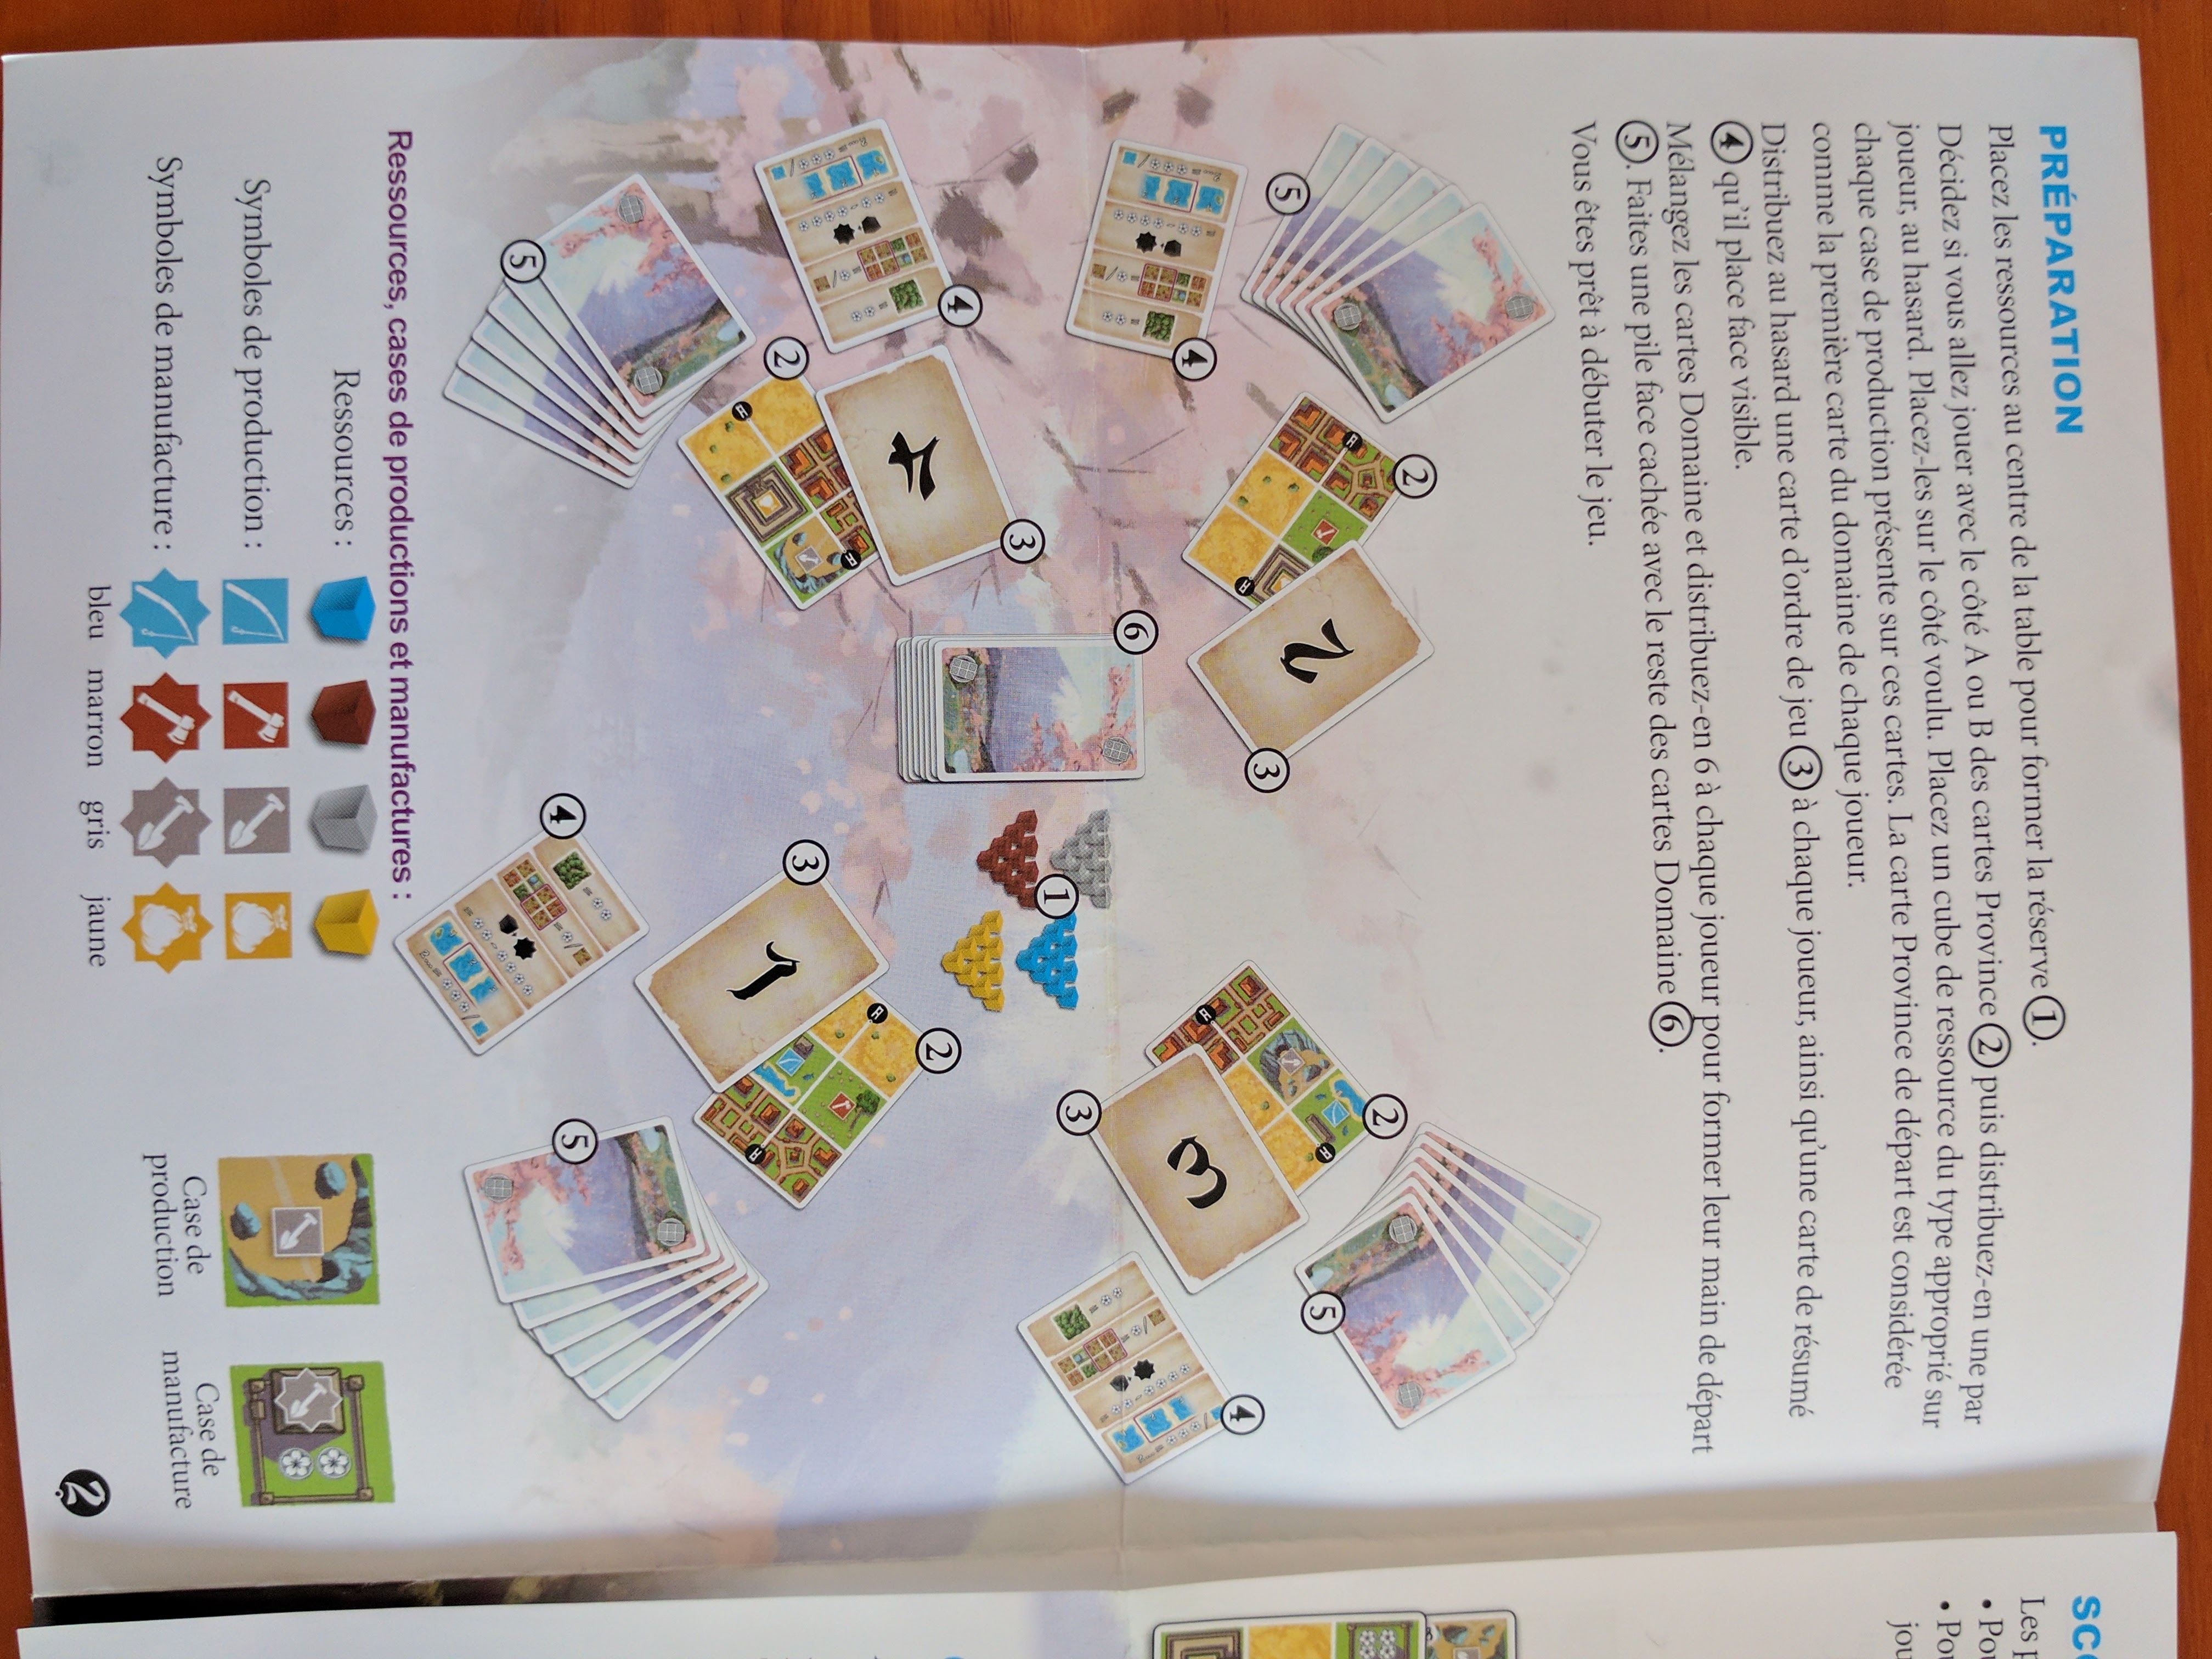 PRÉPARATION
Placez les ressources au centre de la table pour former la réserve 1.
Décidez si vous allez jouer avec le côté A ou B des cartes Province 2 puis distribuez-en une par
joueur, au hasard. Placez-les sur le côté voulu. Placez un cube de ressource du type approprié sur
chaque case de production présente sur ces cartes. La carte Province de départ est considérée
comme la première carte du domaine de chaque joueur.
Distribuez au hasard une carte d'ordre de jeu 3 à chaque joueur, ainsi qu'une carte de résumé
4 qu'il place face visible.
Mélangez les cartes Domaine et distribuez-en 6 à chaque joueur pour former leur main de départ
5. Faites une pile face cachée avec le reste des cartes Domaine 6.
Vous êtes prêt à débuter le jeu.
2
A
A
2
3
5
4
2
A
A
3
3
5
4
6
1
4
3
4
2
A
A
5
2
A
A
3
1
4
5
Ressources, cases de productions et manufactures :
Ressources :
Symboles de production :
Symboles de manufacture :
bleu marron gris jaune
Case de
production
Case de
manufacture
2
Les
•
•